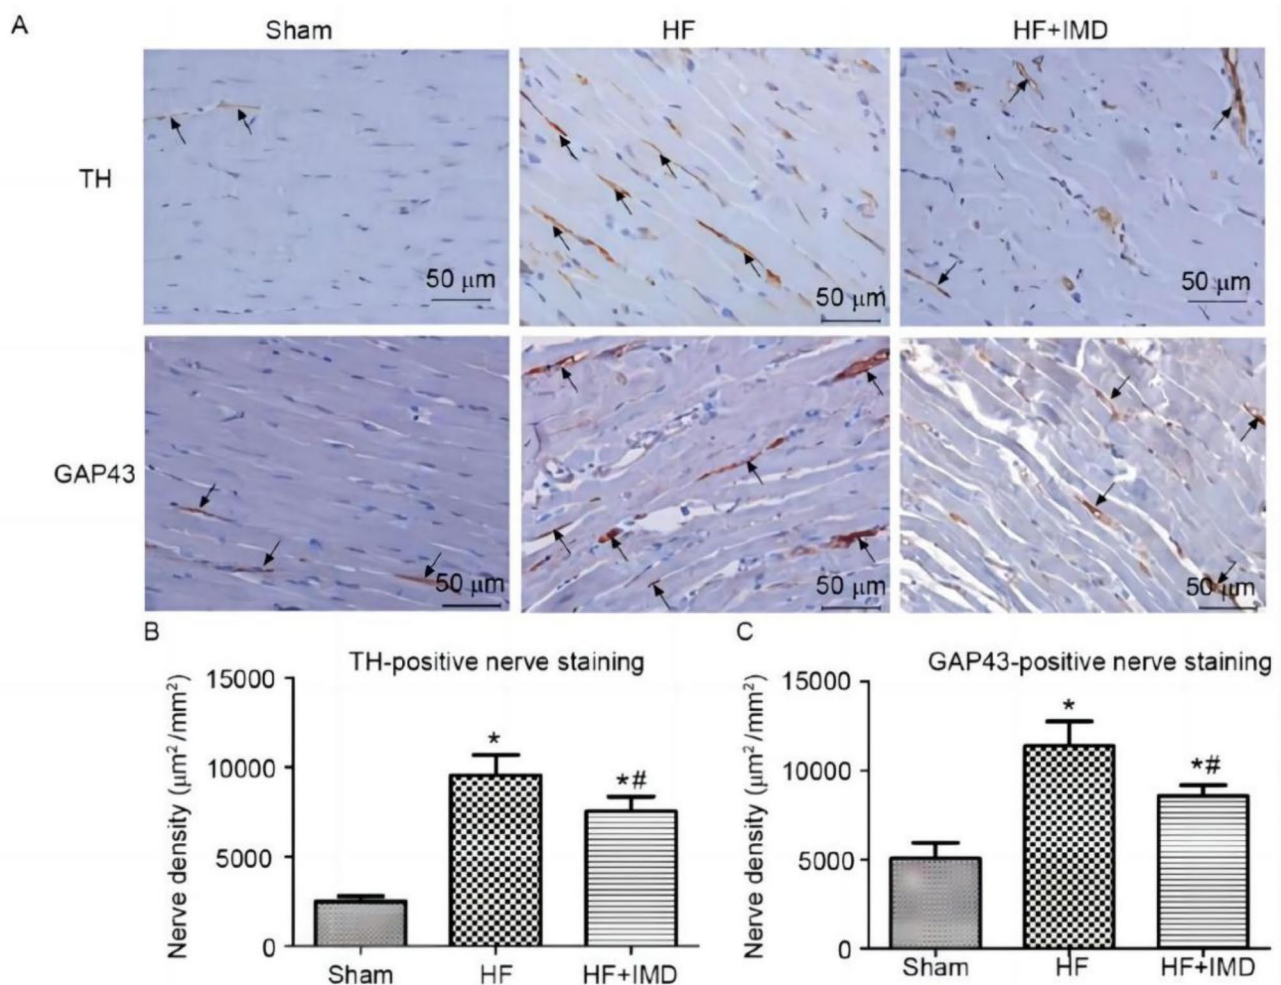 A
Sham HF HF+IMD
TH
50 μm 50 μm 50 μm
GAP43
50 μm 50 μm 50 μm
B
TH-positive nerve staining
Nerve density (μm²/mm²)
15000
10000
5000
0
*
*#
Sham HF HF+IMD
C
GAP43-positive nerve staining
Nerve density (μm²/mm²)
15000
10000
5000
0
*
*#
Sham HF HF+IMD